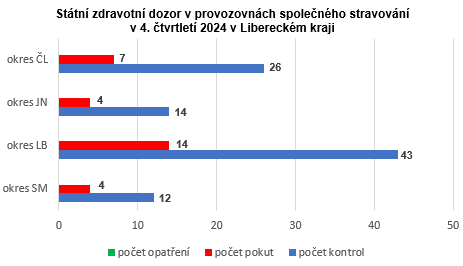 Státní zdravotní dozor v provozovnách společného stravování
v 4. čtvrtletí 2024 v Libereckém kraji
okres ČL
7
26
okres JN
4
14
okres LB
14
43
okres SM
4
12
0 10 20 30 40 50
počet opatření počet pokut počet kontrol